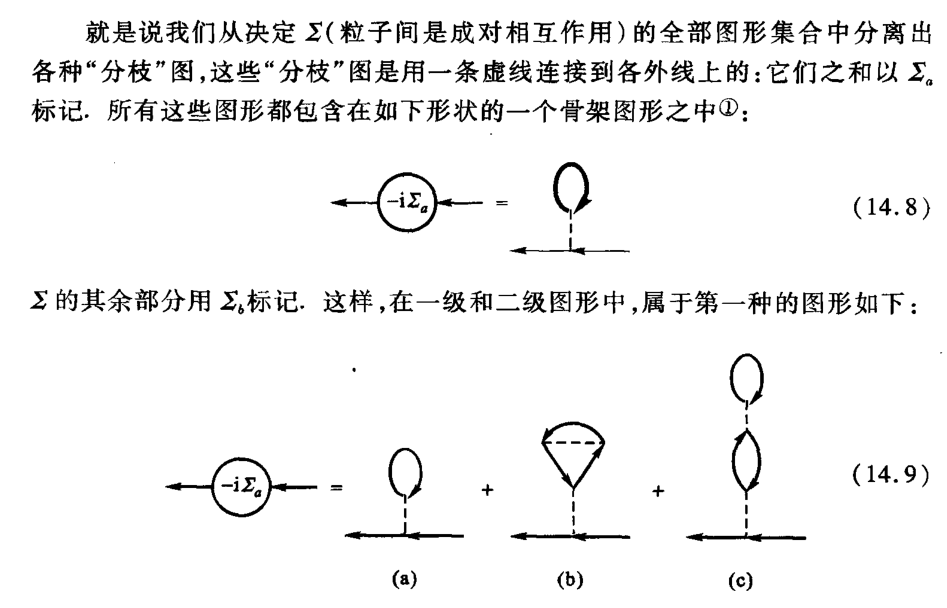 就是说我们从决定 Σ(粒子间是成对相互作用)的全部图形集合中分离出
各种“分枝”图,这些“分枝”图是用一条虚线连接到各外线上的:它们之和以 Σₐ
标记. 所有这些图形都包含在如下形状的一个骨架图形之中①:
-iΣₐ =
(14.8)
Σ 的其余部分用 Σb标记. 这样,在一级和二级图形中,属于第一种的图形如下:
-iΣₐ = + +
(14.9)
(a) (b) (c)